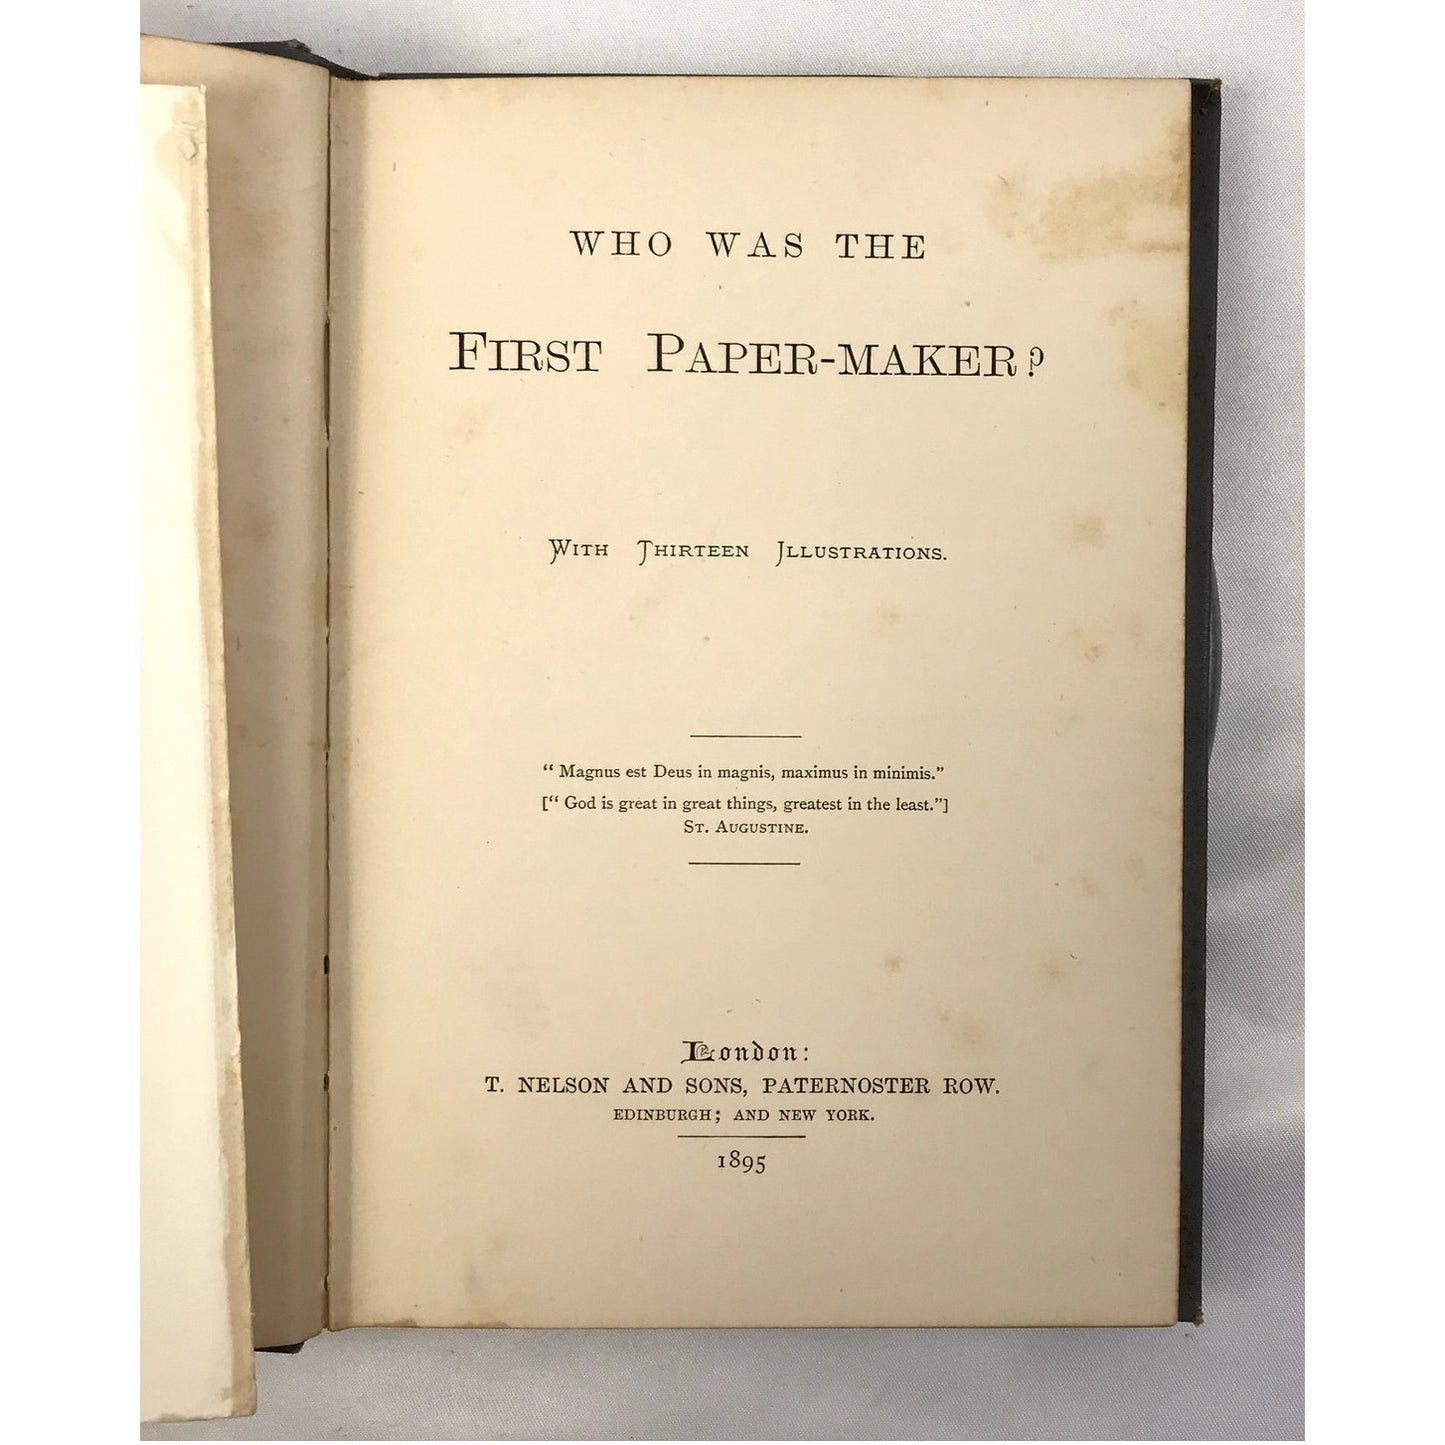 WHO WAS THE
FIRST PAPER-MAKER?
WITH THIRTEEN ILLUSTRATIONS.
“ Magnus est Deus in magnis, maximus in minimis.”
[“ God is great in great things, greatest in the least.”]
ST. AUGUSTINE.
London:
T. NELSON AND SONS, PATERNOSTER ROW.
EDINBURGH; AND NEW YORK.
1895